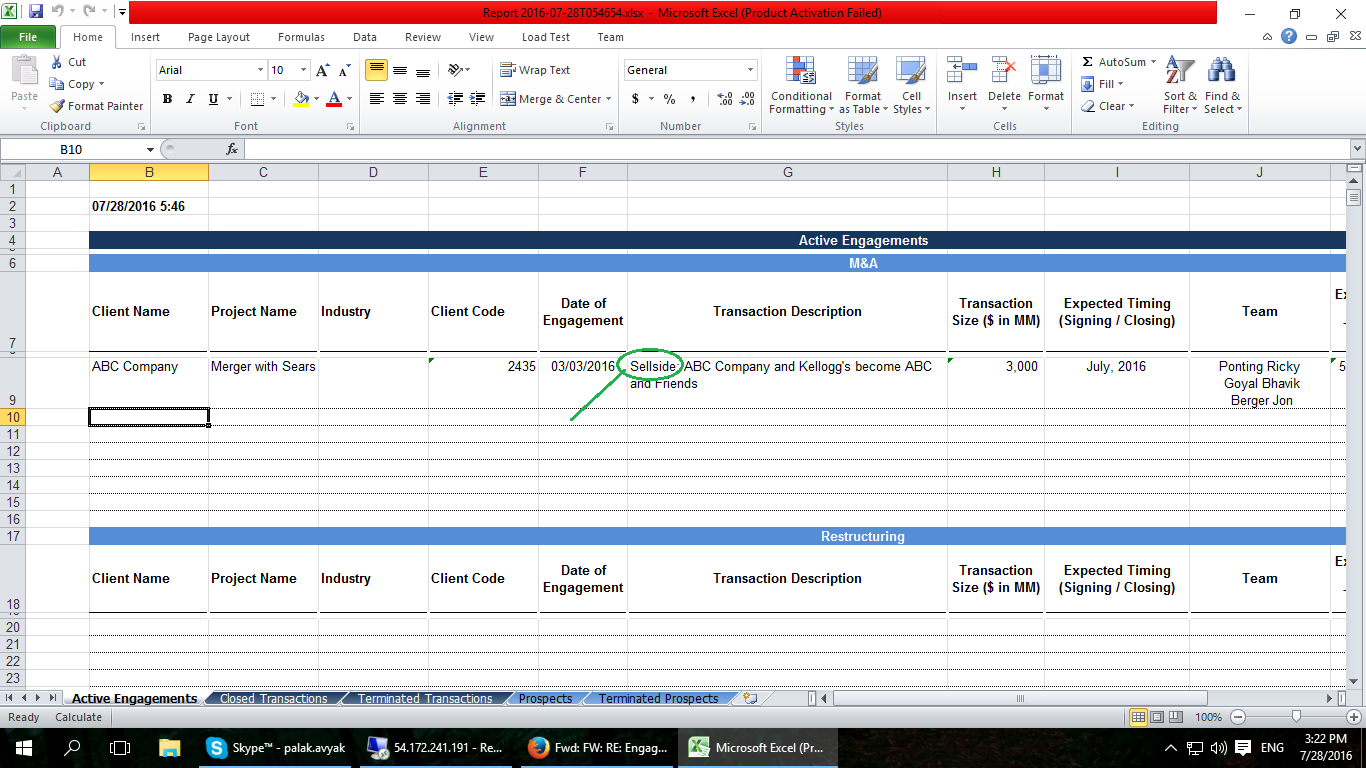 Report 2016-07-28T054654.xlsx - Microsoft Excel (Product Activation Failed)
File Home Insert Page Layout Formulas Data Review View Load Test Team
Paste
Cut
Copy
Format Painter
Clipboard
Arial 10
B I U
Font
Wrap Text
Merge & Center
Alignment
General
$ % ,
Number
Conditional Formatting
Format as Table
Cell Styles
Styles
Insert Delete Format
Cells
AutoSum
Fill
Clear
Sort & Filter
Find & Select
Editing
B10 fx
A B C D E F G H I J
1
2 07/28/2016 5:46
3
4 Active Engagements
6 M&A
7 Client Name Project Name Industry Client Code Date of Engagement Transaction Description Transaction Size ($ in MM) Expected Timing (Signing / Closing) Team
9 ABC Company Merger with Sears 2435 03/03/2016 Sellside: ABC Company and Kellogg's become ABC and Friends 3,000 July, 2016 Ponting Ricky
Goyal Bhavik
Berger Jon
10
11
12
13
14
15
16
17 Restructuring
18 Client Name Project Name Industry Client Code Date of Engagement Transaction Description Transaction Size ($ in MM) Expected Timing (Signing / Closing) Team
20
21
22
23
Active Engagements Closed Transactions Terminated Transactions Prospects Terminated Prospects
Ready Calculate 100%
Skype™ - palak.avyak
54.172.241.191 - Re...
Fwd: FW: RE: Engag...
Microsoft Excel (Pr...
ENG
3:22 PM
7/28/2016